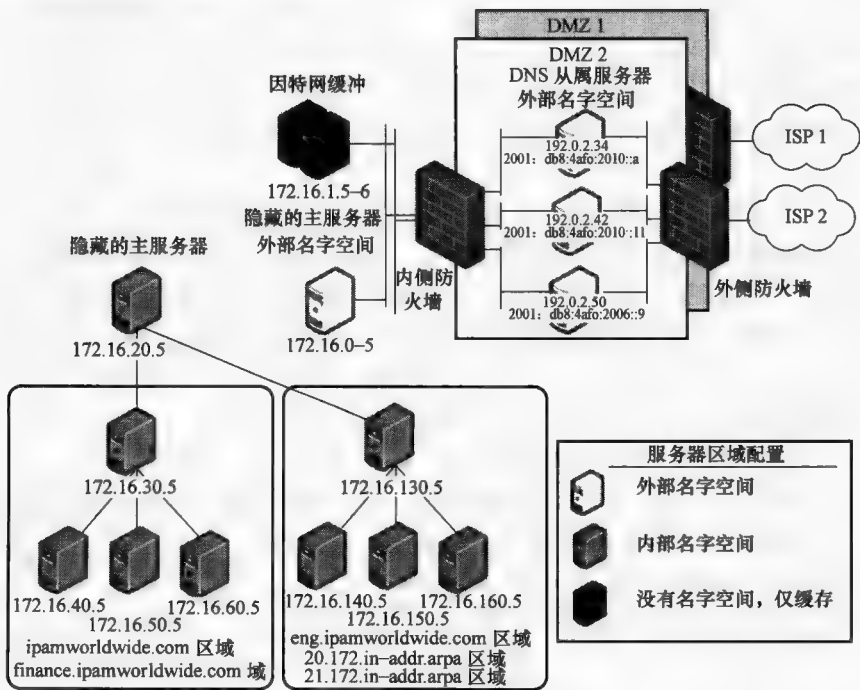 DMZ 1
DMZ 2
DNS 从属服务器
外部名字空间
192.0.2.34
2001：db8:4afo:2010::a
192.0.2.42
2001：db8:4afo:2010::11
192.0.2.50
2001：db8:4afo:2006::9
ISP 1
ISP 2
因特网缓冲
172.16.1.5–6
隐藏的主服务器
外部名字空间
172.16.0–5
内侧防
火墙
外侧防火墙
隐藏的主服务器
172.16.20.5
172.16.30.5
172.16.40.5
172.16.50.5
172.16.60.5
ipamworldwide.com 区域
finance.ipamworldwide.com 域
172.16.130.5
172.16.140.5
172.16.150.5
172.16.160.5
eng.ipamworldwide.com 区域
20.172.in–addr.arpa 区域
21.172.in–addr.arpa 区域
服务器区域配置
外部名字空间
内部名字空间
没有名字空间，仅缓存